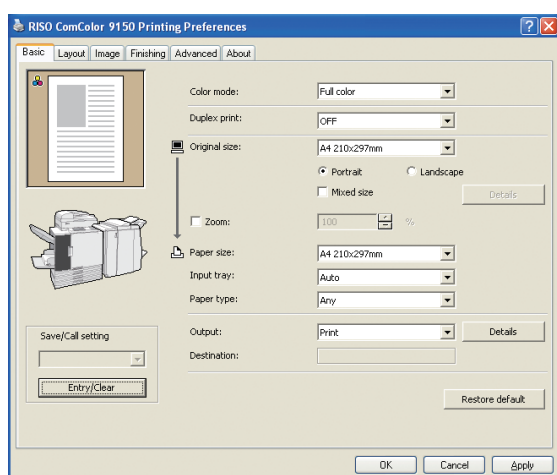 RISO ComColor 9150 Printing Preferences
Basic Layout Image Finishing Advanced About
Color mode: Full color
Duplex print: OFF
Original size: A4 210x297mm
Portrait Landscape
Mixed size Details
Zoom: 100 %
Paper size: A4 210x297mm
Input tray: Auto
Paper type: Any
Save/Call setting
Entry/Clear
Output: Print Details
Destination:
Restore default
OK Cancel Apply